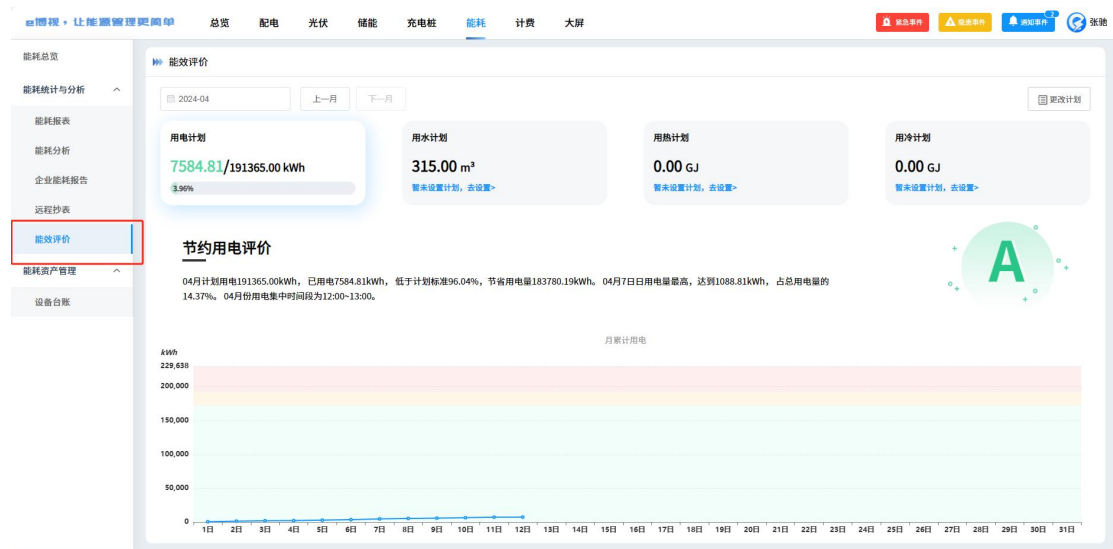 e博视，让能源管理更简单
总览 配电 光伏 储能 充电桩 能耗 计费 大屏
紧急事件 报警事件 通知事件 2 张驰
能耗总览
能耗统计与分析
能耗报表
能耗分析
企业能耗报告
远程抄表
能效评价
能耗资产管理
设备台账
能效评价
2024-04 上一月 下一月 更改计划
用电计划
7584.81/191365.00 kWh
3.96%
用水计划
315.00 m³
暂未设置计划，去设置>
用热计划
0.00 GJ
暂未设置计划，去设置>
用冷计划
0.00 GJ
暂未设置计划，去设置>
节约用电评价
04月计划用电191365.00kWh， 已用电7584.81kWh， 低于计划标准96.04%，节省用电量183780.19kWh。 04月7日日用电量最高，达到1088.81kWh， 占总用电量的
14.37%。 04月份用电集中时间段为12:00~13:00。
A
月累计用电
kWh
229,638
200,000
150,000
100,000
50,000
0
1日 2日 3日 4日 5日 6日 7日 8日 9日 10日 11日 12日 13日 14日 15日 16日 17日 18日 19日 20日 21日 22日 23日 24日 25日 26日 27日 28日 29日 30日 31日